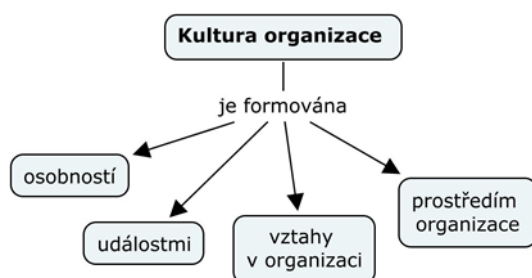 Kultura organizace
je formována
osobností
událostmi
vztahy
v organizaci
prostředím
organizace